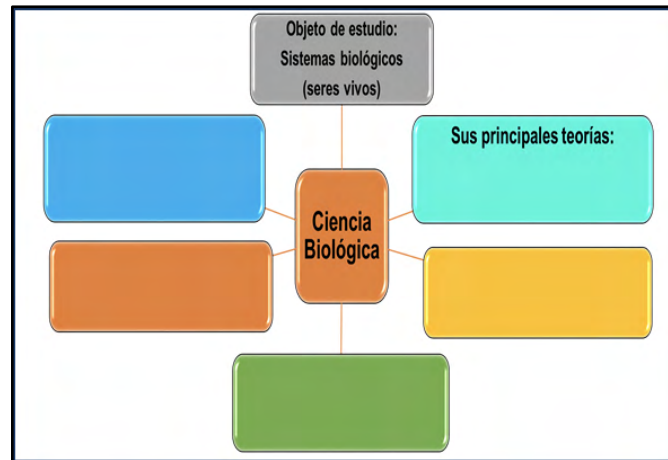 Objeto de estudio:
Sistemas biológicos
(seres vivos)
Sus principales teorías:
Ciencia
Biológica